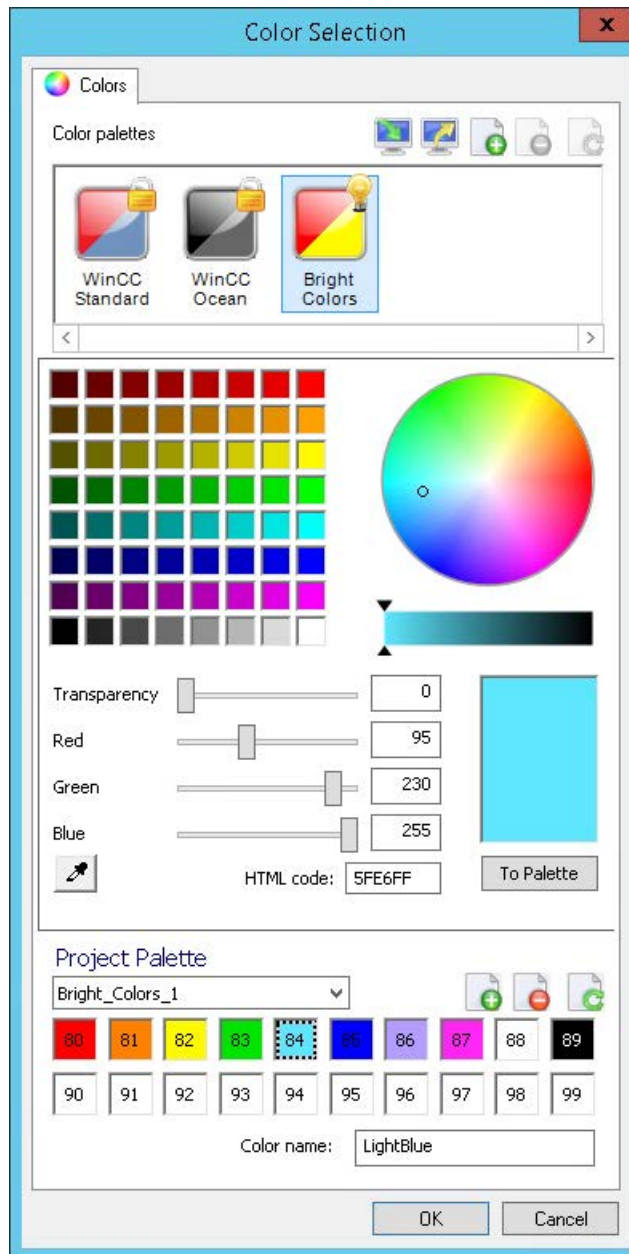 Color Selection
x
Colors
Color palettes
WinCC Standard
WinCC Ocean
Bright Colors
Transparency 0
Red 95
Green 230
Blue 255
HTML code: 5FE6FF
To Palette
Project Palette
Bright_Colors_1
80 81 82 83 84 85 86 87 88 89
90 91 92 93 94 95 96 97 98 99
Color name: LightBlue
OK Cancel